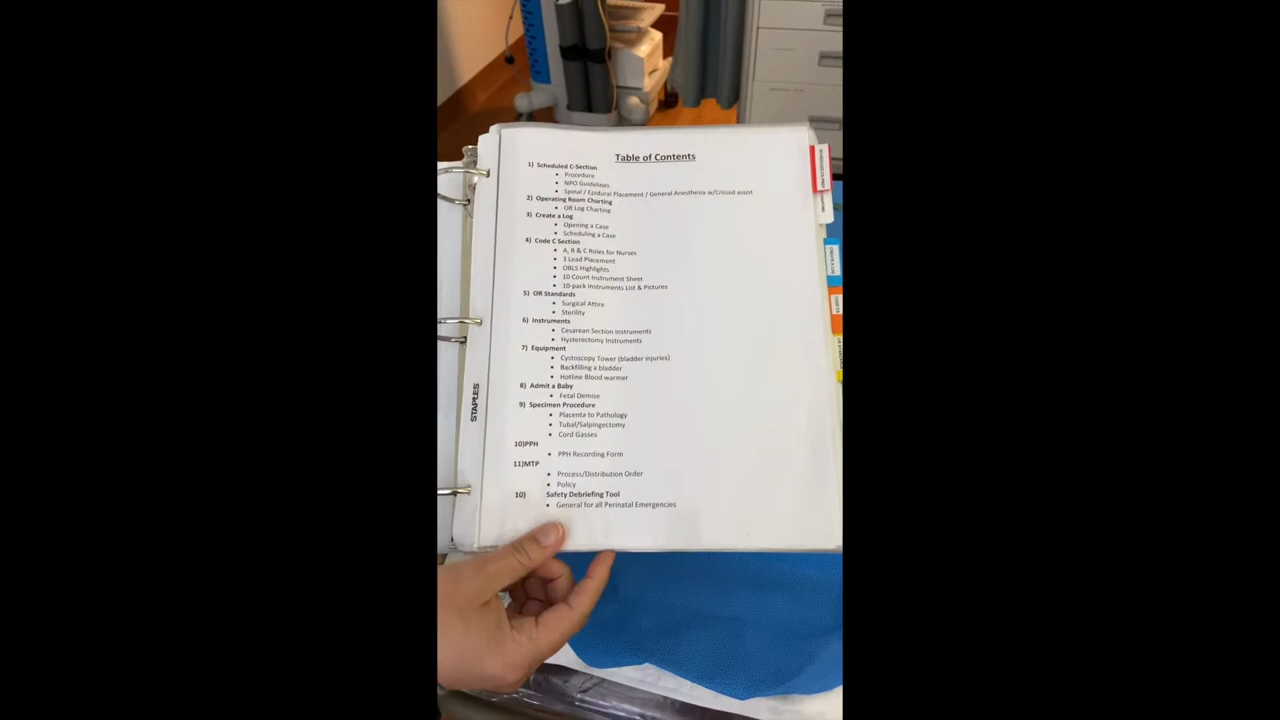 Table of Contents
1) Scheduled C-Section
• Procedure
• NPO Guidelines
• Spinal / Epidural Placement / General Anesthesia w/Cricoid assist
2) Operating Room Charting
• OR Log Charting
3) Create a Log
• Opening a Case
• Scheduling a Case
4) Code C Section
• A, B & C Roles for Nurses
• 3 Lead Placement
• OBLS Highlights
• 10 Count Instrument Sheet
• 10-pack Instruments List & Pictures
5) OR Standards
• Surgical Attire
• Sterility
6) Instruments
• Cesarean Section Instruments
• Hysterectomy Instruments
7) Equipment
• Cystoscopy Tower (bladder injuries)
• Backfilling a bladder
• Hotline Blood warmer
8) Admit a Baby
• Fetal Demise
9) Specimen Procedure
• Placenta to Pathology
• Tubal/Salpingectomy
• Cord Gasses
10)PPH
• PPH Recording Form
11)MTP
• Process/Distribution Order
• Policy
10) Safety Debriefing Tool
• General for all Perinatal Emergencies
STAPLES
CREATE A LOG